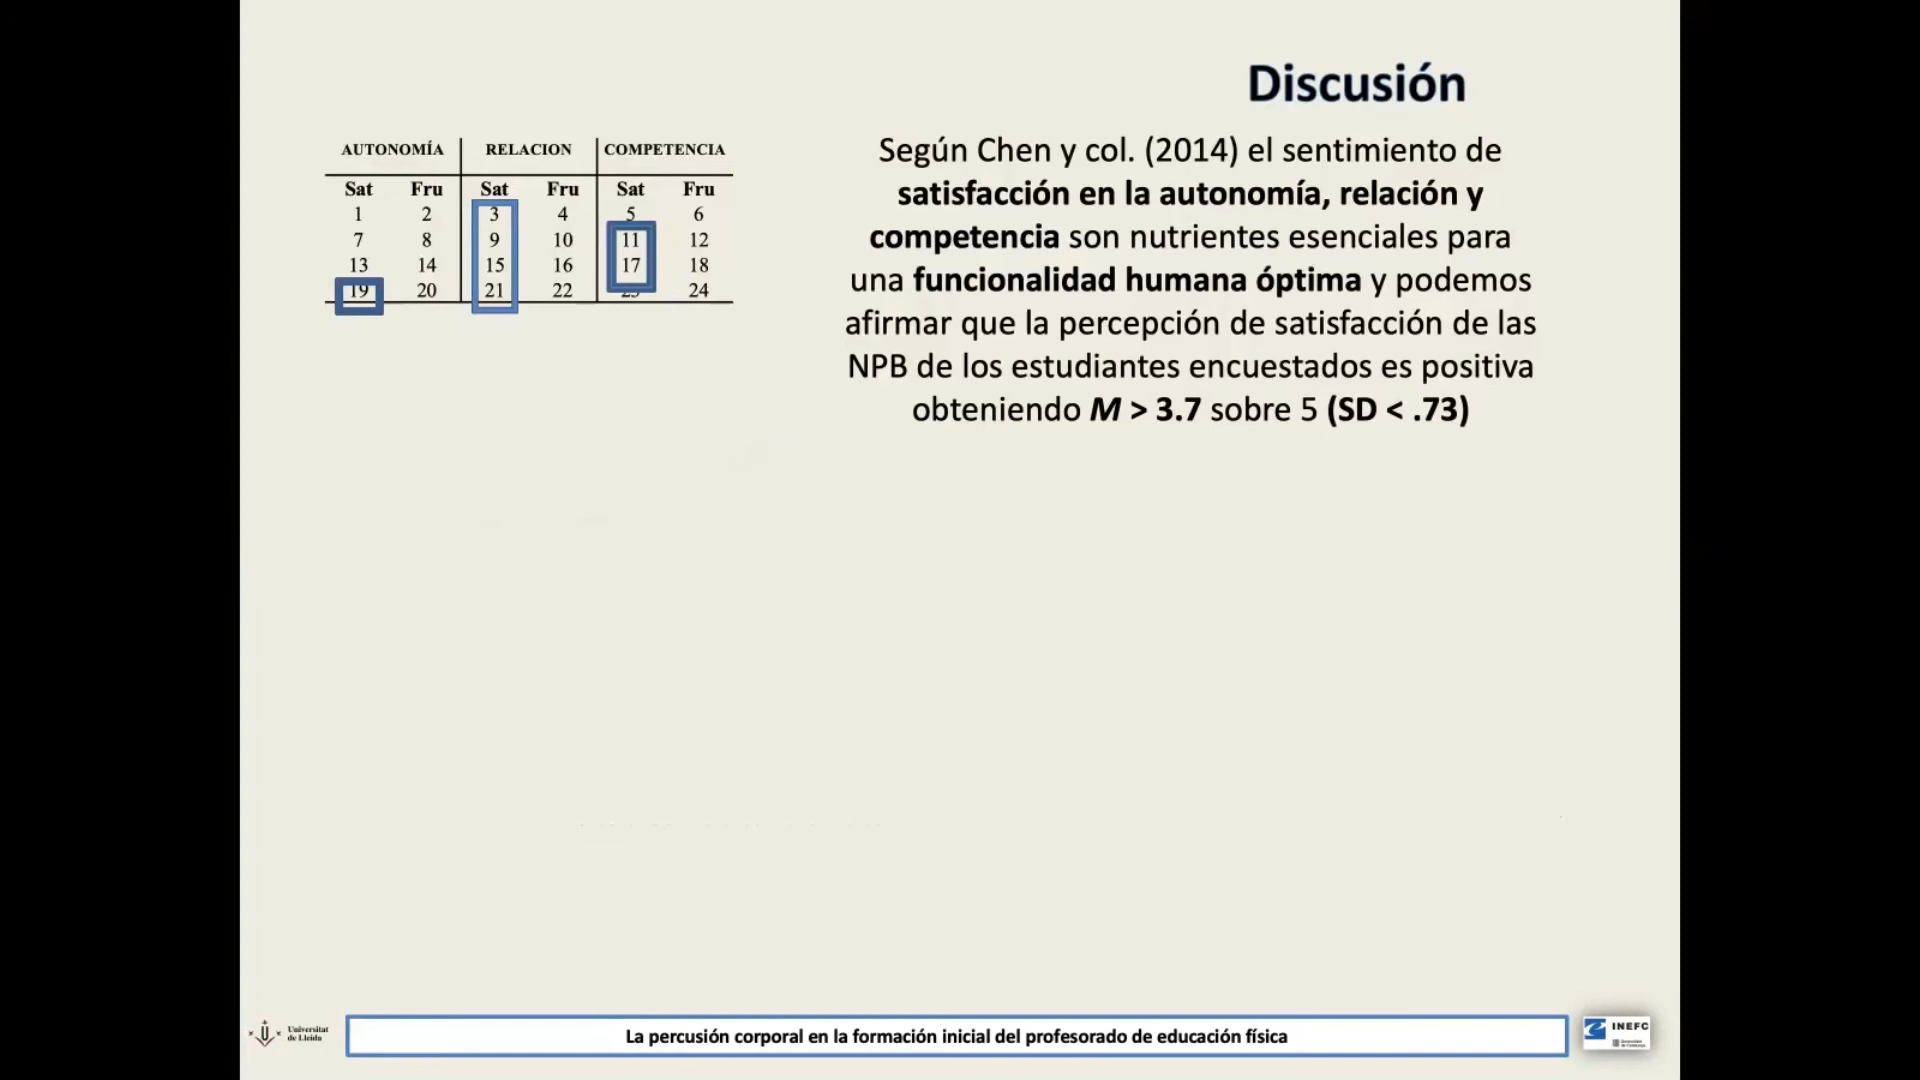 Discusión
AUTONOMÍA RELACION COMPETENCIA
Sat Fru Sat Fru Sat Fru
1 2 3 4 5 6
7 8 9 10 11 12
13 14 15 16 17 18
19 20 21 22 23 24
Según Chen y col. (2014) el sentimiento de
satisfacción en la autonomía, relación y
competencia son nutrientes esenciales para
una funcionalidad humana óptima y podemos
afirmar que la percepción de satisfacción de las
NPB de los estudiantes encuestados es positiva
obteniendo M > 3.7 sobre 5 (SD < .73)
Universitat
de Lleida
La percusión corporal en la formación inicial del profesorado de educación física
INEFC